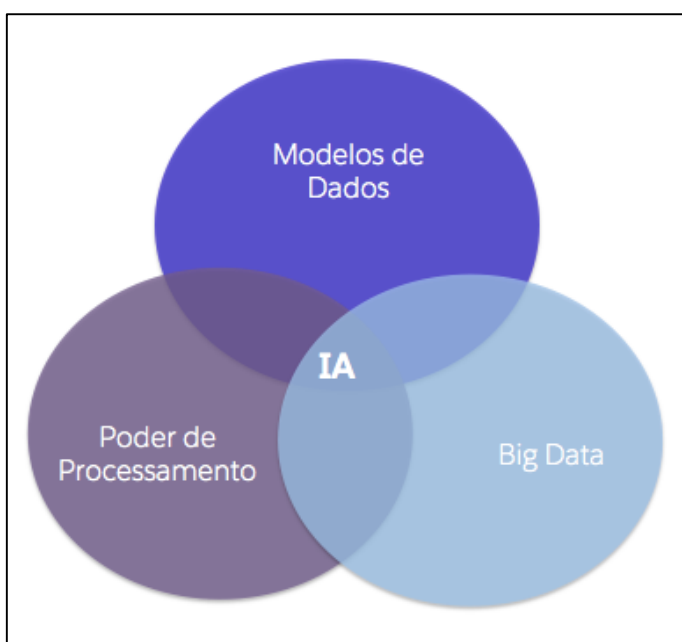 Modelos de
Dados
IA
Poder de
Processamento
Big Data